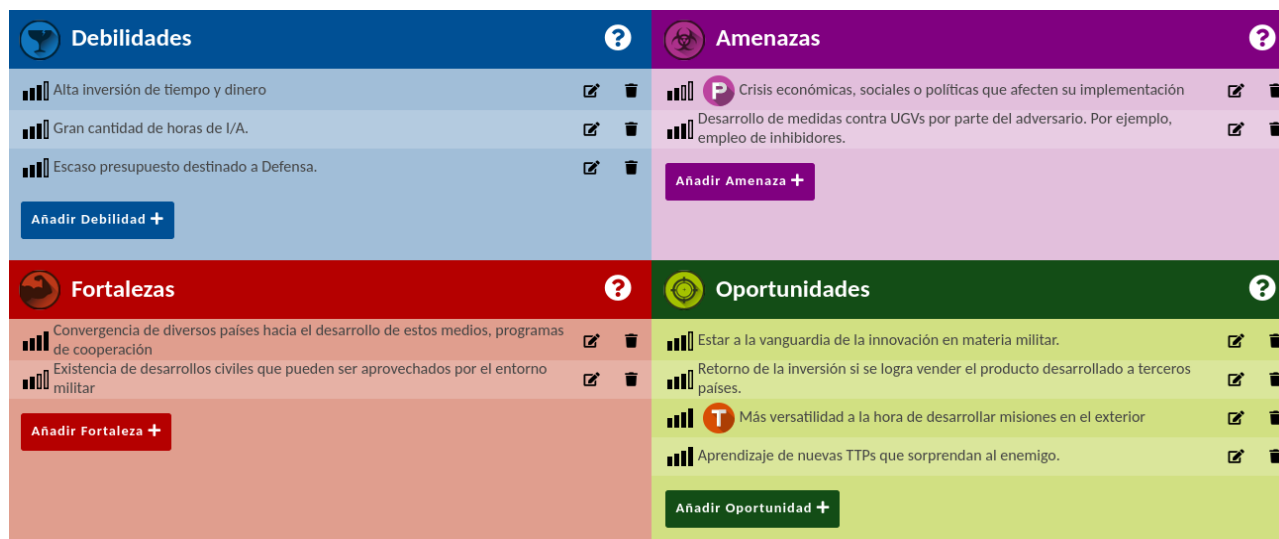 Debilidades
?
Alta inversión de tiempo y dinero
Gran cantidad de horas de I/A.
Escaso presupuesto destinado a Defensa.
Añadir Debilidad +
Amenazas
?
P Crisis económicas, sociales o políticas que afecten su implementación
Desarrollo de medidas contra UGVs por parte del adversario. Por ejemplo,
empleo de inhibidores.
Añadir Amenaza +
Fortalezas
?
Convergencia de diversos países hacia el desarrollo de estos medios, programas
de cooperación
Existencia de desarrollos civiles que pueden ser aprovechados por el entorno
militar
Añadir Fortaleza +
Oportunidades
?
Estar a la vanguardia de la innovación en materia militar.
Retorno de la inversión si se logra vender el producto desarrollado a terceros
países.
T Más versatilidad a la hora de desarrollar misiones en el exterior
Aprendizaje de nuevas TTPs que sorprendan al enemigo.
Añadir Oportunidad +